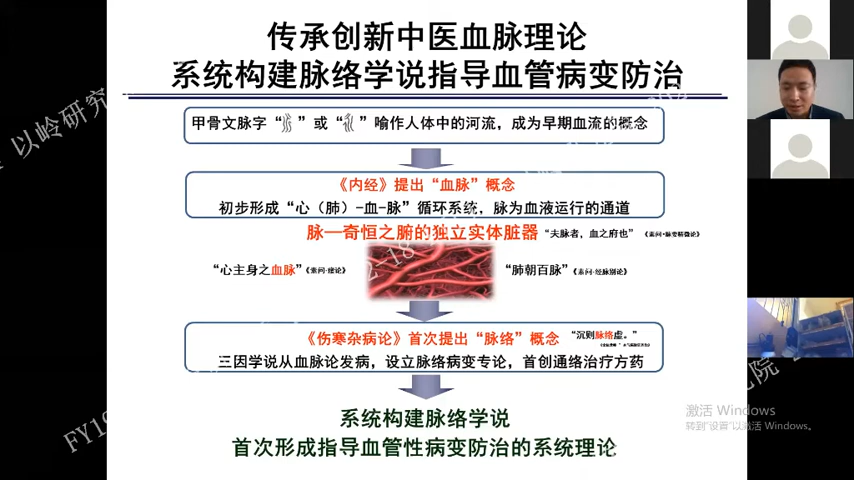 传承创新中医血脉理论
系统构建脉络学说指导血管病变防治
甲骨文脉字“ ”或“ ”喻作人体中的河流，成为早期血流的概念
《内经》提出“血脉”概念
初步形成“心（肺）-血-脉”循环系统，脉为血液运行的通道
脉—奇恒之腑的独立实体脏器 “夫脉者，血之府也”
“心主身之血脉”
“肺朝百脉”
《伤寒杂病论》首次提出“脉络”概念 “沉则脉络虚。”
三因学说从血脉论发病，设立脉络病变专论，首创通络治疗方药
系统构建脉络学说
首次形成指导血管性病变防治的系统理论
以岭研究
激活 Windows
转到"设置"以激活 Windows。